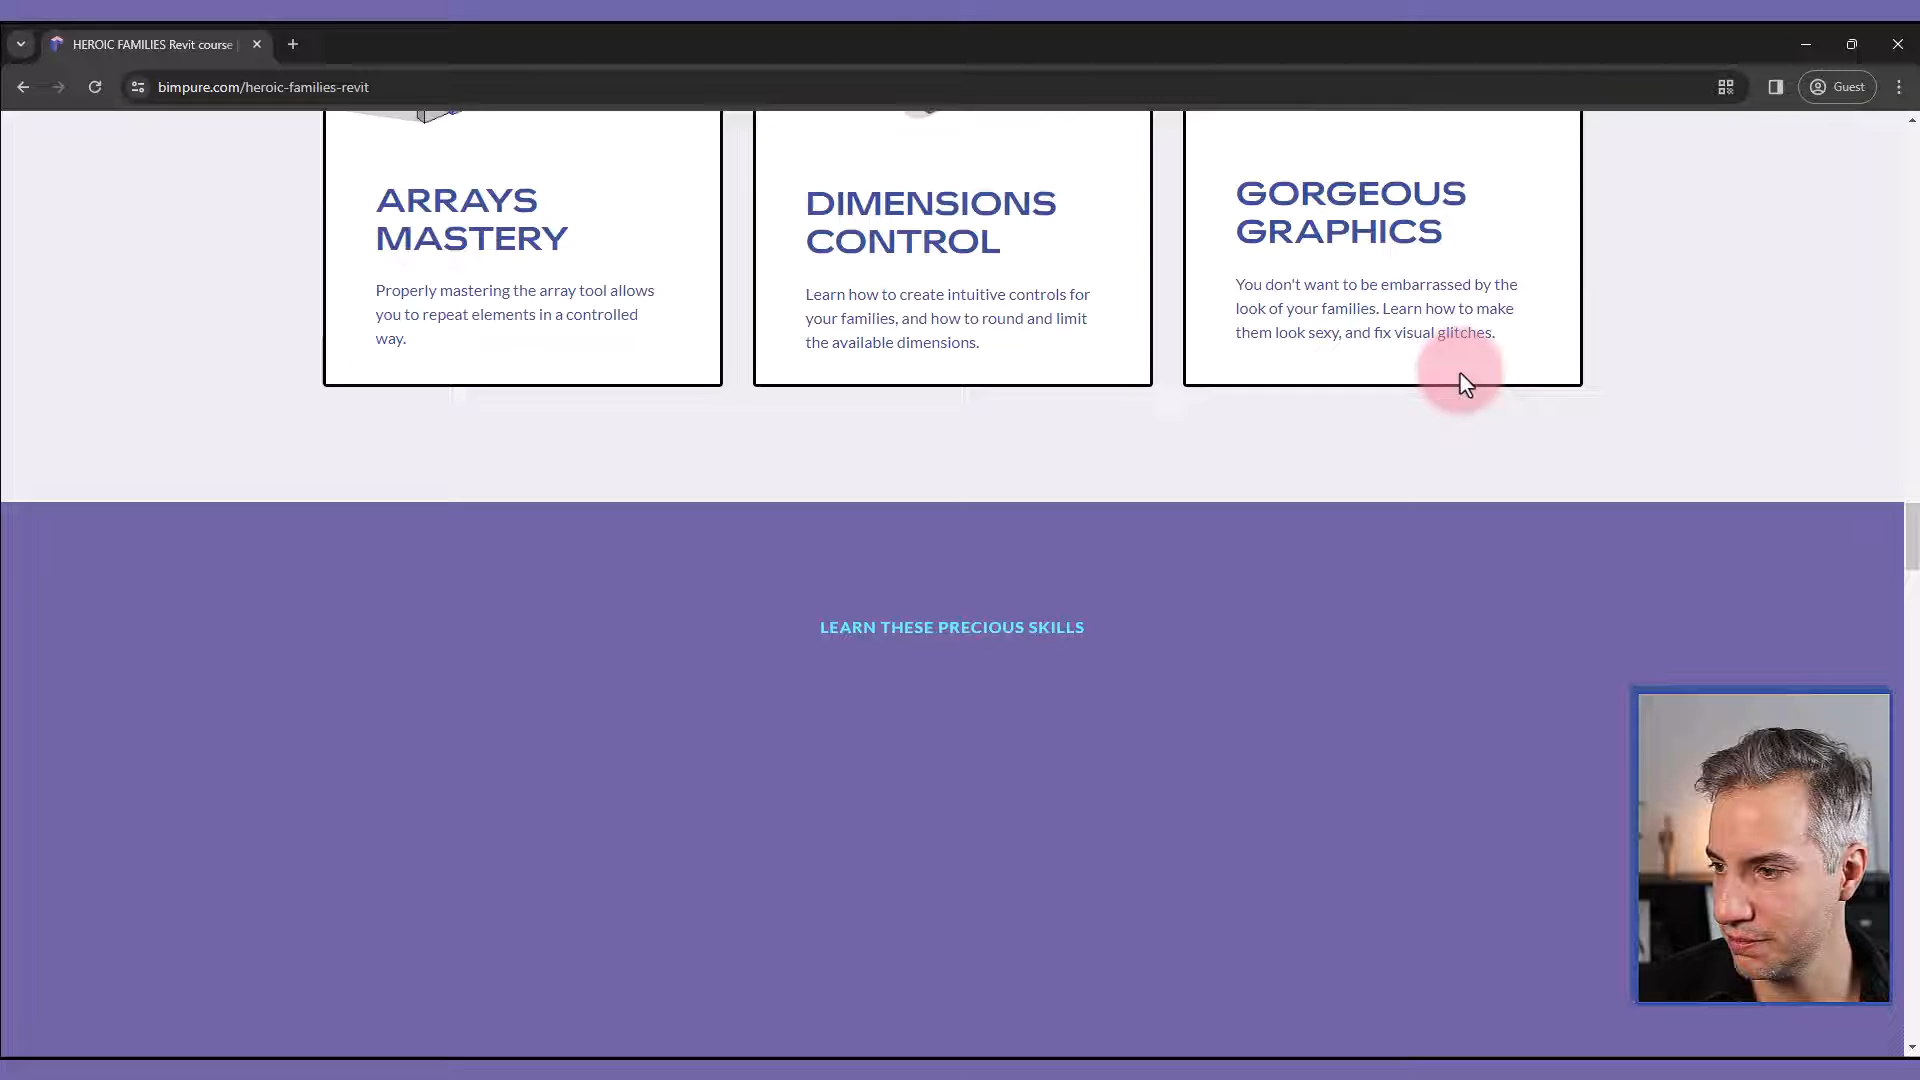 HEROIC FAMILIES Revit course
bimpure.com/heroic-families-revit
Guest
ARRAYS
MASTERY
Properly mastering the array tool allows
you to repeat elements in a controlled
way.
DIMENSIONS
CONTROL
Learn how to create intuitive controls for
your families, and how to round and limit
the available dimensions.
GORGEOUS
GRAPHICS
You don't want to be embarrassed by the
look of your families. Learn how to make
them look sexy, and fix visual glitches.
LEARN THESE PRECIOUS SKILLS